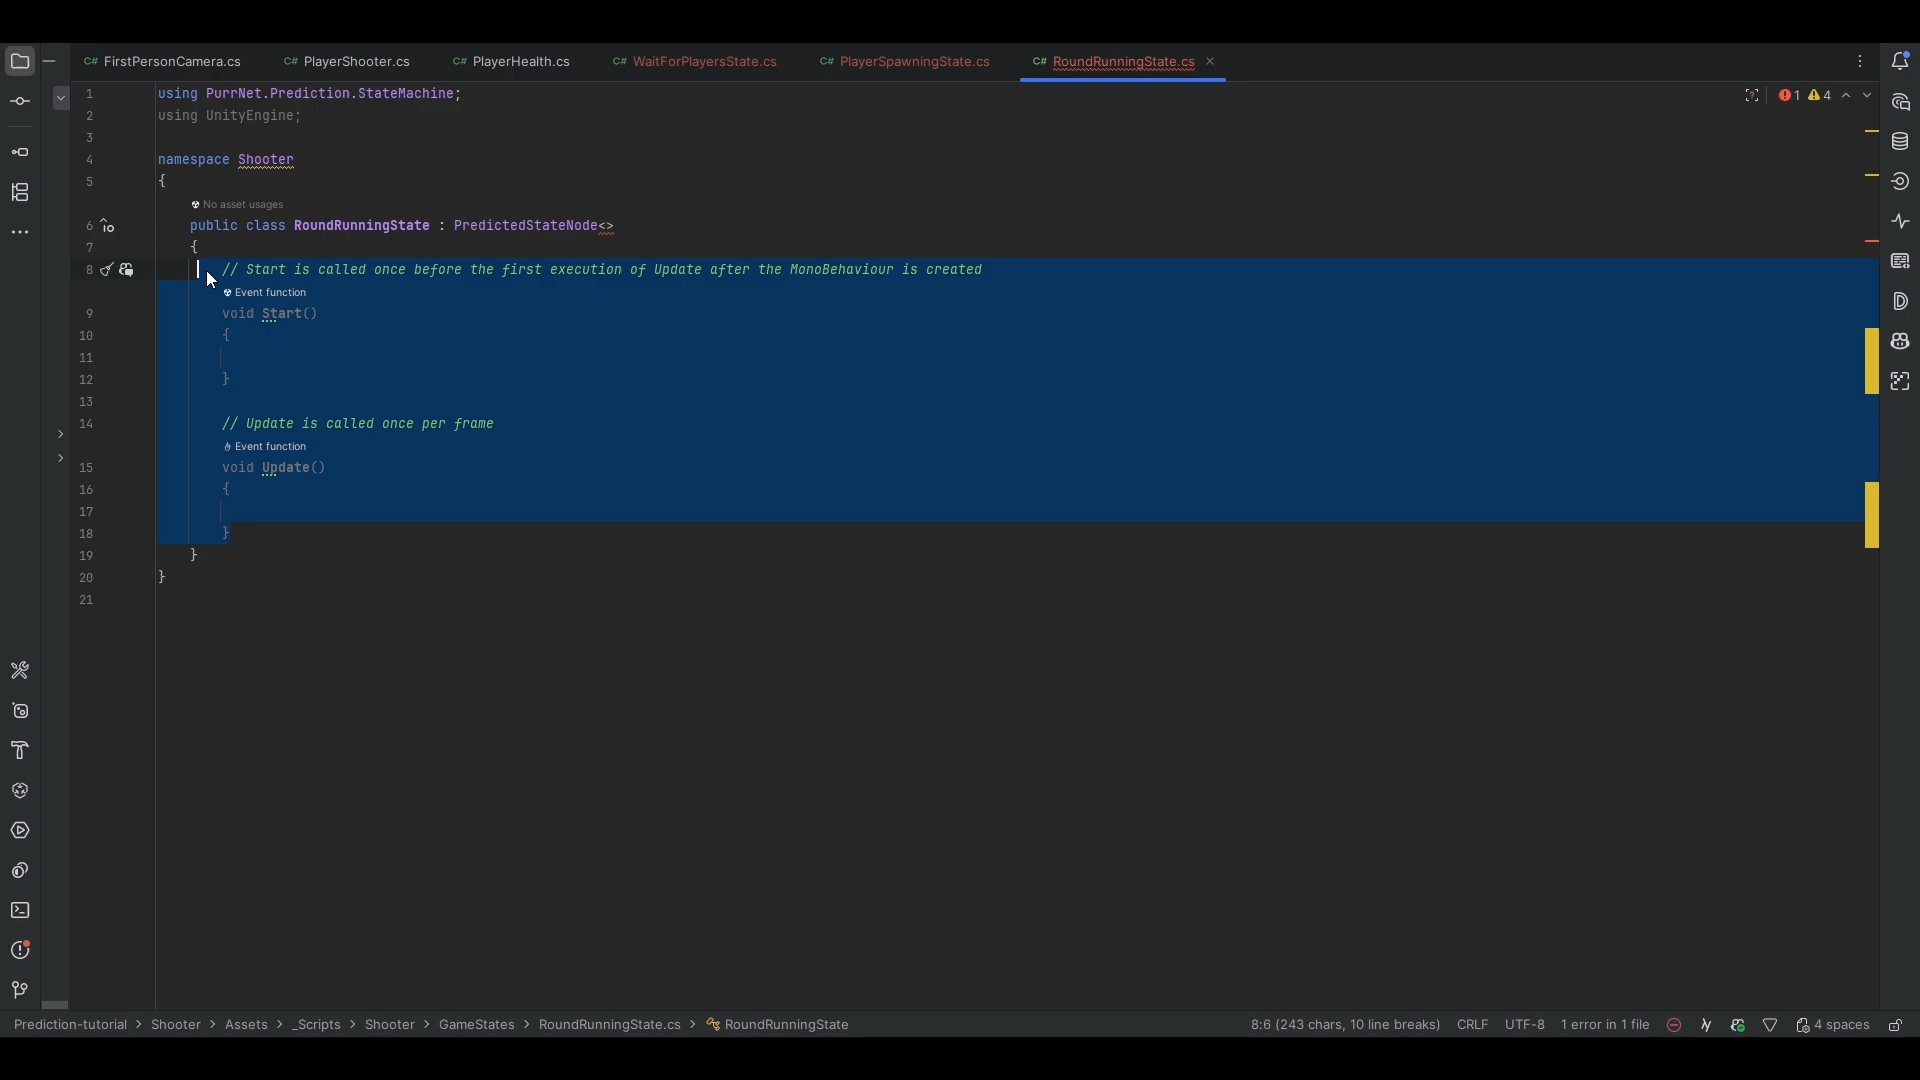 C# FirstPersonCamera.cs C# PlayerShooter.cs C# PlayerHealth.cs C# WaitForPlayersState.cs C# PlayerSpawningState.cs C# RoundRunningState.cs
1 using PurrNet.Prediction.StateMachine;
1 4
2 using UnityEngine;
3
4 namespace Shooter
5 {
No asset usages
6 public class RoundRunningState : PredictedStateNode<>
7 {
8 // Start is called once before the first execution of Update after the MonoBehaviour is created
Event function
9 void Start()
10 {
11
12 }
13
14 // Update is called once per frame
Event function
15 void Update()
16 {
17
18 }
19 }
20 }
21
Prediction-tutorial > Shooter > Assets > _Scripts > Shooter > GameStates > RoundRunningState.cs > RoundRunningState
8:6 (243 chars, 10 line breaks) CRLF UTF-8 1 error in 1 file 4 spaces